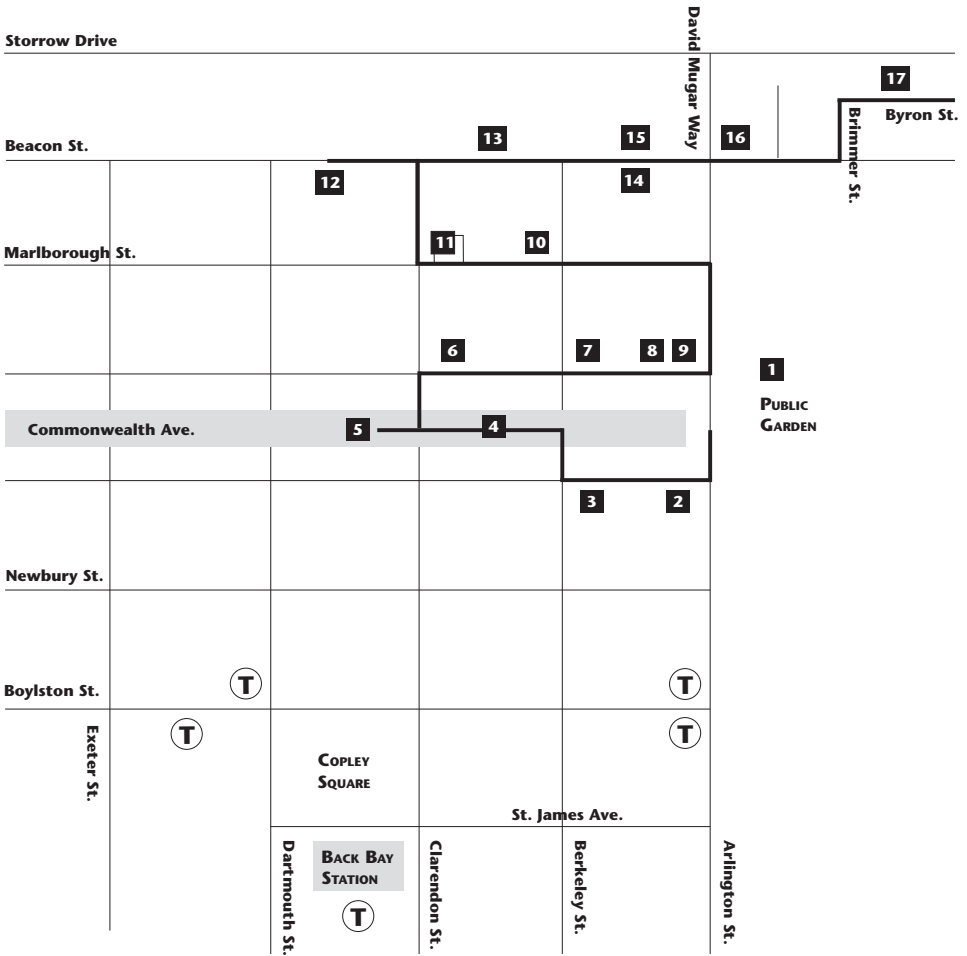 David Mugar Way
Storrow Drive
17
Byron St.
Brimmer St.
Beacon St.
13
15
16
12
14
Marlborough St.
11
10
6
7
8
9
1
PUBLIC
GARDEN
Commonwealth Ave.
5
4
3
2
Newbury St.
Boylston St.
T
T
Exeter St.
T
T
COPLEY
SQUARE
St. James Ave.
Dartmouth St.
BACK BAY
STATION
T
Clarendon St.
Berkeley St.
Arlington St.